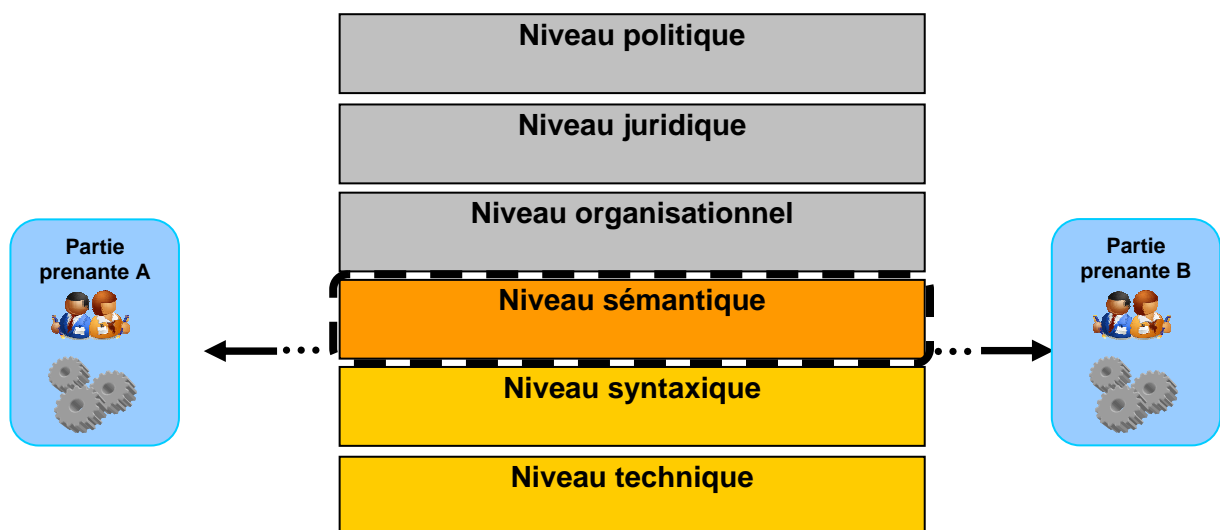 Niveau politique
Niveau juridique
Niveau organisationnel
Partie
prenante A
Partie
prenante B
Niveau sémantique
Niveau syntaxique
Niveau technique